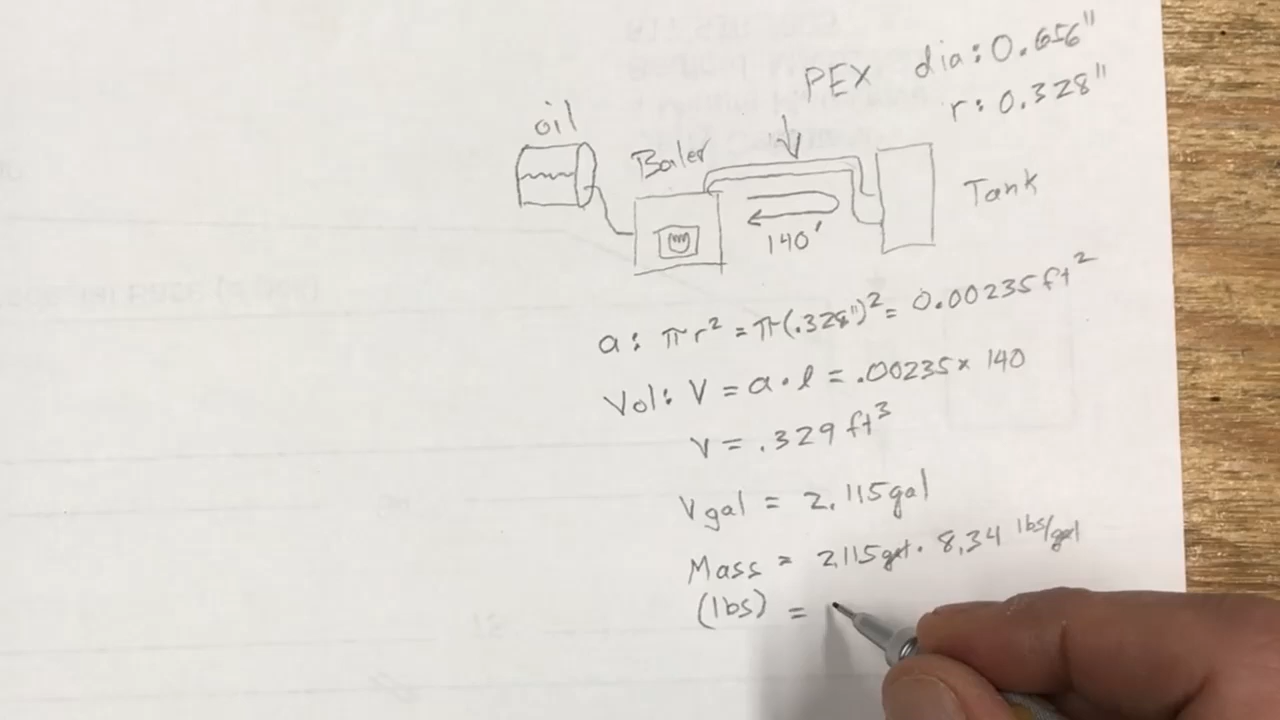 PEX dia: 0.656"
r: 0.328"
oil
Boiler
Tank
140'
a: πr² = π(.328")² = 0.00235 ft²
Vol: V = a · l = .00235 × 140
V = .329 ft³
Vgal = 2.115 gal
Mass = 2.115 gal · 8.34 lbs/gal
(lbs) =